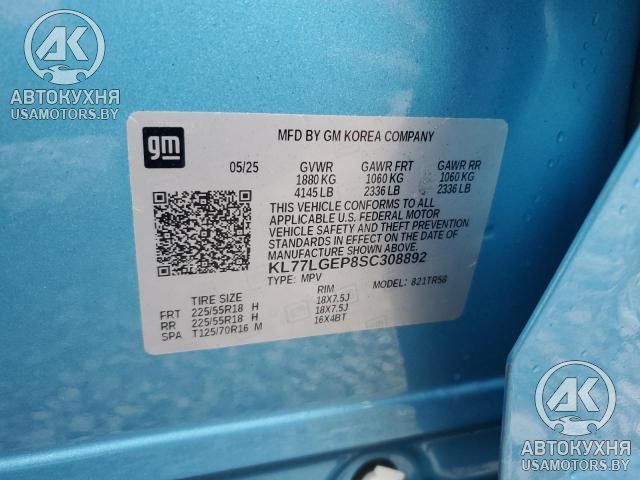 AK
АВТОКУХНЯ
USAMOTORS.BY
gm
MFD BY GM KOREA COMPANY
05/25 GVWR GAWR FRT GAWR RR
1880 KG 1060 KG 1060 KG
4145 LB 2336 LB 2336 LB
THIS VEHICLE CONFORMS TO ALL
APPLICABLE U.S. FEDERAL MOTOR
VEHICLE SAFETY AND THEFT PREVENTION
STANDARDS IN EFFECT ON THE DATE OF
MANUFACTURE SHOWN ABOVE.
KL77LGEP8SC308892
TYPE: MPV MODEL: 821TR58
TIRE SIZE RIM
FRT 225/55R18 H 18X7.5J
RR 225/55R18 H 18X7.5J
SPA T125/70R16 M 16X4BT
AK
АВТОКУХНЯ
USAMOTORS.BY